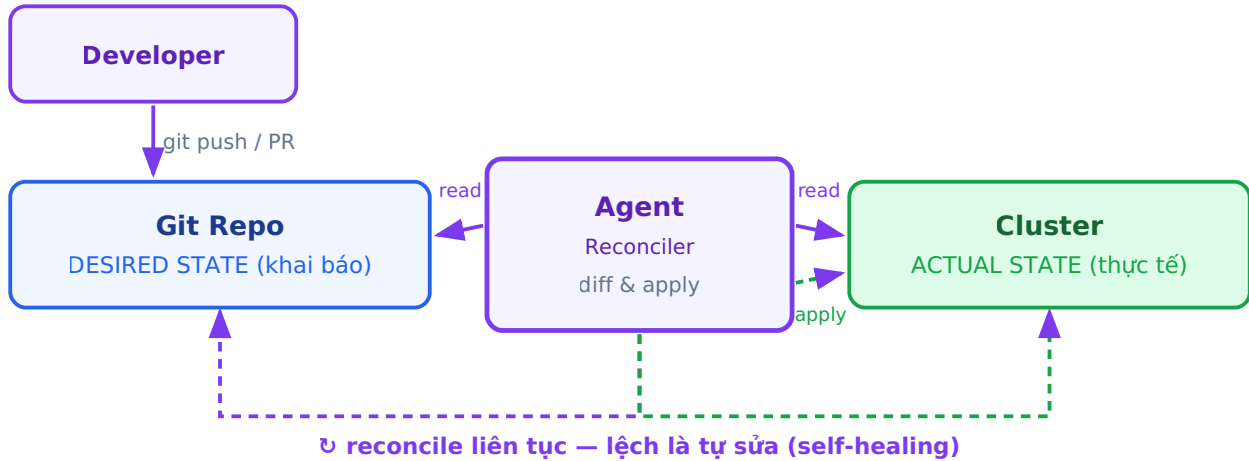 Developer
git push / PR
Git Repo
DESIRED STATE (khai báo)
read
Agent
Reconciler
diff & apply
read
apply
Cluster
ACTUAL STATE (thực tế)
↻ reconcile liên tục — lệch là tự sửa (self-healing)